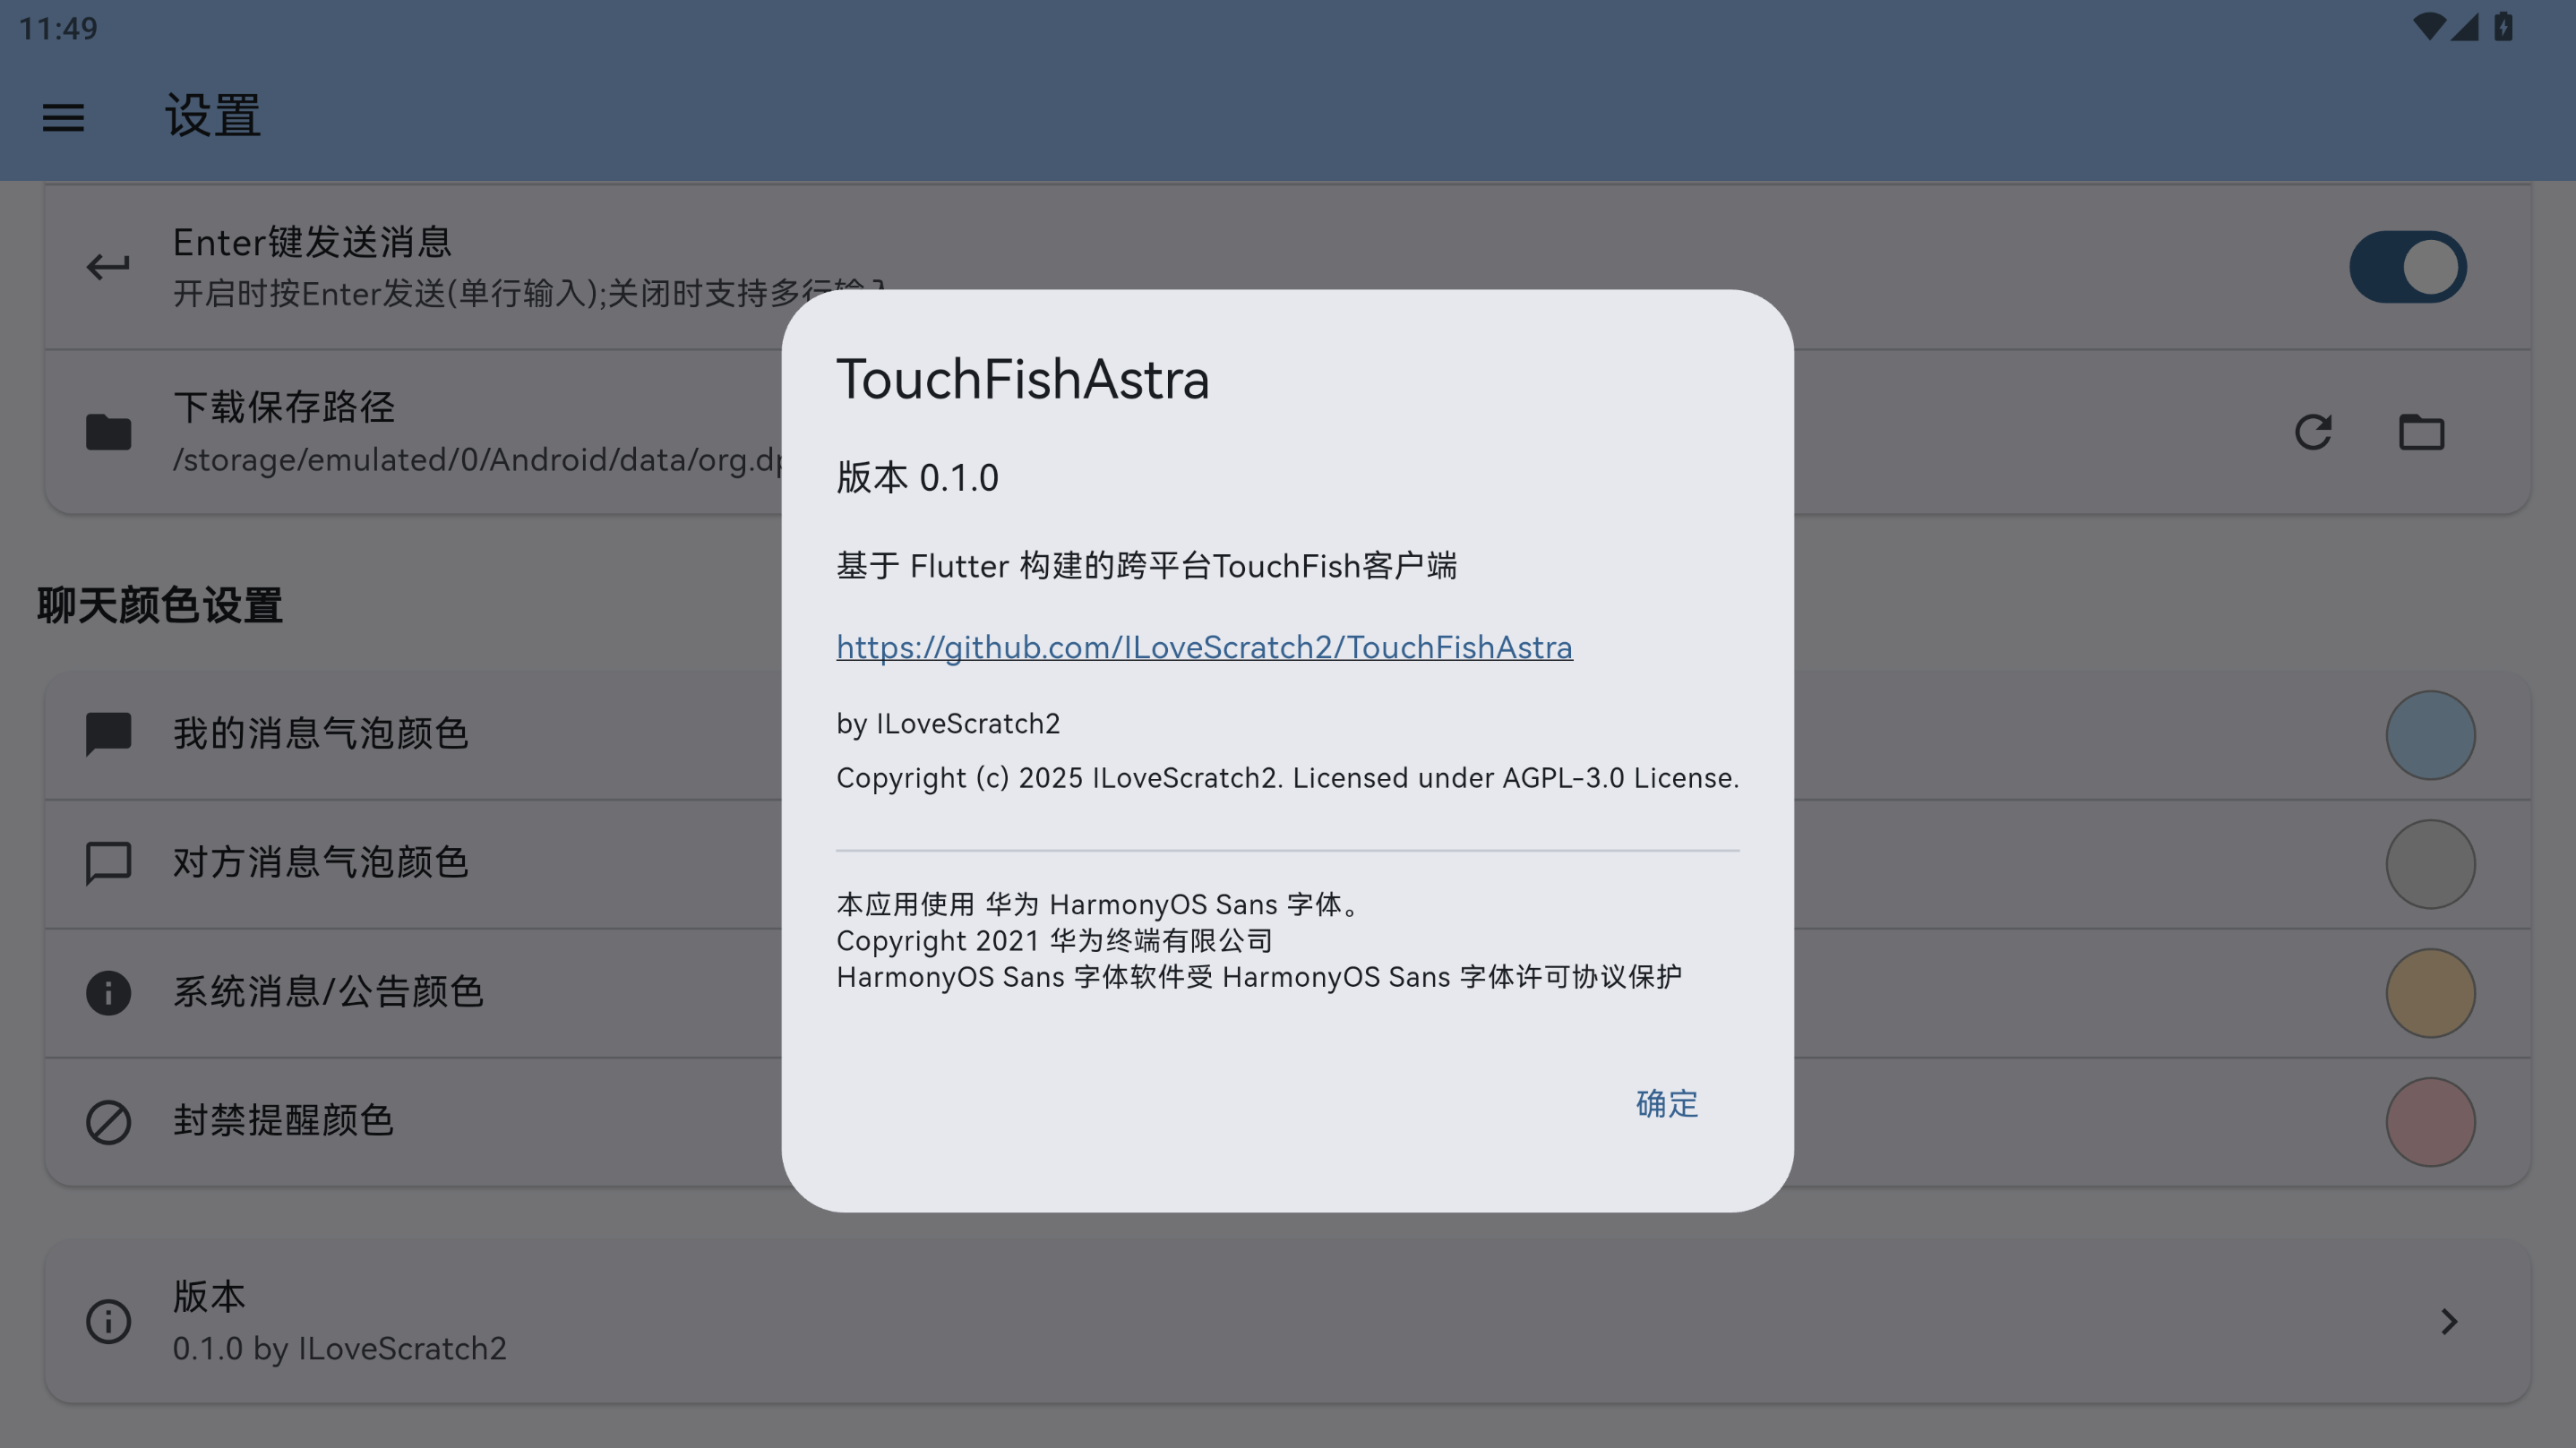 11:49
设置
Enter键发送消息
开启时按Enter发送(单行输入);关闭时支持多行输入
下载保存路径
/storage/emulated/0/Android/data/org.dp
聊天颜色设置
我的消息气泡颜色
对方消息气泡颜色
系统消息/公告颜色
封禁提醒颜色
版本
0.1.0 by ILoveScratch2
TouchFishAstra
版本 0.1.0
基于 Flutter 构建的跨平台TouchFish客户端
https://github.com/ILoveScratch2/TouchFishAstra
by ILoveScratch2
Copyright (c) 2025 ILoveScratch2. Licensed under AGPL-3.0 License.
本应用使用 华为 HarmonyOS Sans 字体。
Copyright 2021 华为终端有限公司
HarmonyOS Sans 字体软件受 HarmonyOS Sans 字体许可协议保护
确定